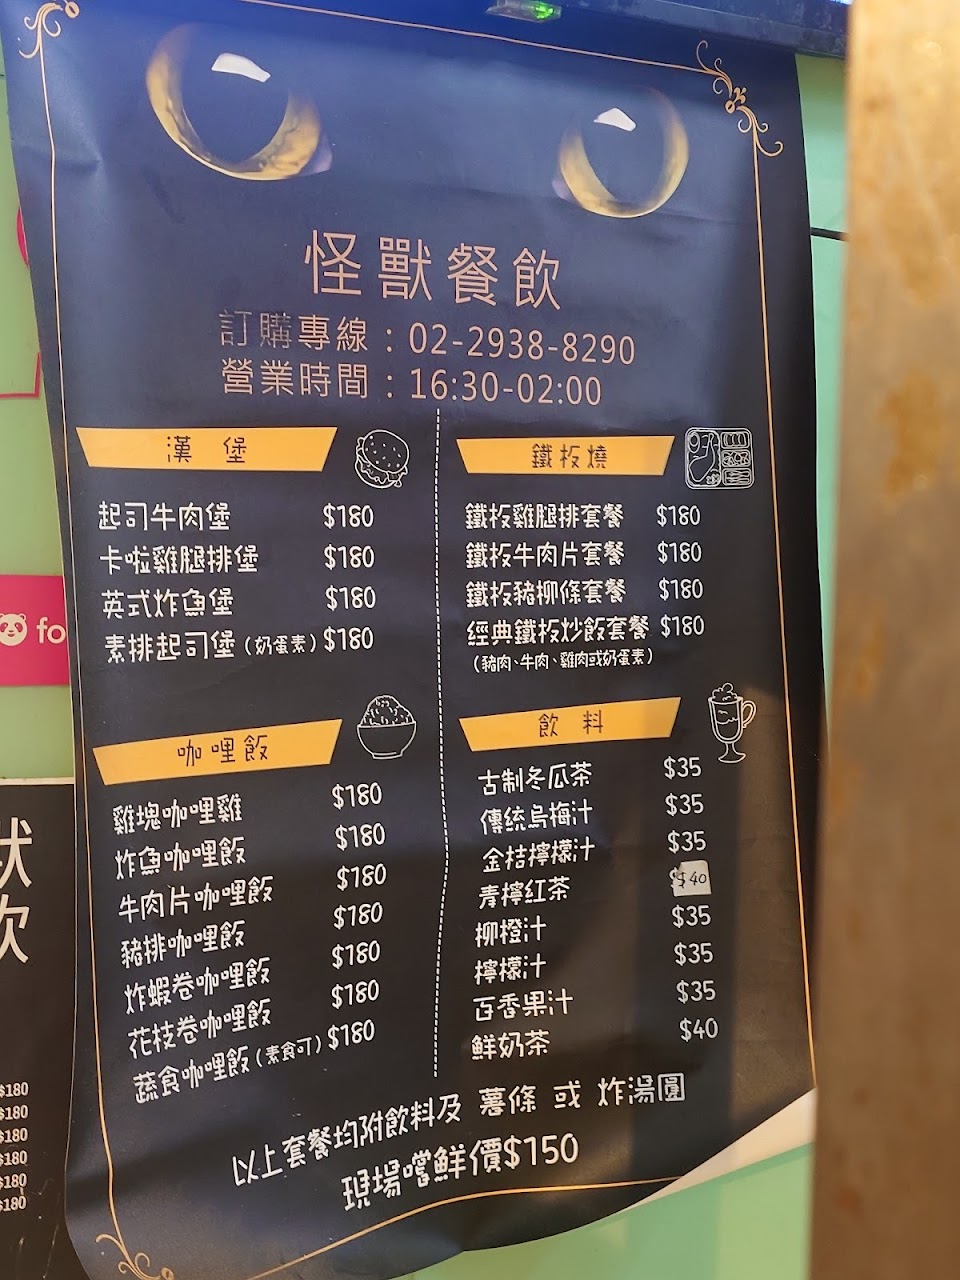 怪獸餐飲
訂購專線：02-2938-8290
營業時間：16:30-02:00
漢堡
起司牛肉堡 $180
卡啦雞腿排堡 $180
英式炸魚堡 $180
素排起司堡（奶蛋素）$180
鐵板燒
鐵板雞腿排套餐 $180
鐵板牛肉片套餐 $180
鐵板豬柳條套餐 $180
經典鐵板炒飯套餐 $180
（豬肉、牛肉、雞肉或奶蛋素）
咖哩飯
雞塊咖哩雞 $180
炸魚咖哩飯 $180
牛肉片咖哩飯 $180
豬排咖哩飯 $180
炸蝦卷咖哩飯 $180
花枝卷咖哩飯 $180
蔬食咖哩飯（素食可）$180
飲料
古制冬瓜茶 $35
傳統烏梅汁 $35
金桔檸檬汁 $35
青檸紅茶 $40
柳橙汁 $35
檸檬汁 $35
百香果汁 $35
鮮奶茶 $40
以上套餐均附飲料及 薯條 或 炸湯圓
現場嚐鮮價$150
fo
$180
$180
$180
$180
$180
$180